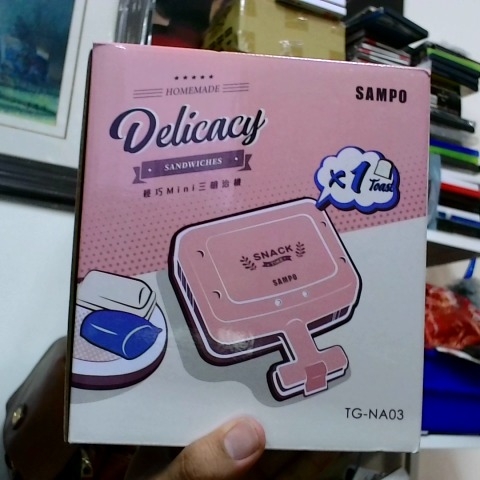 HOMEMADE
Delicacy
SANDWICHES
輕巧Mini三明治機
SAMPO
x1
Toast
SNACK
SAMPO
TG-NA03